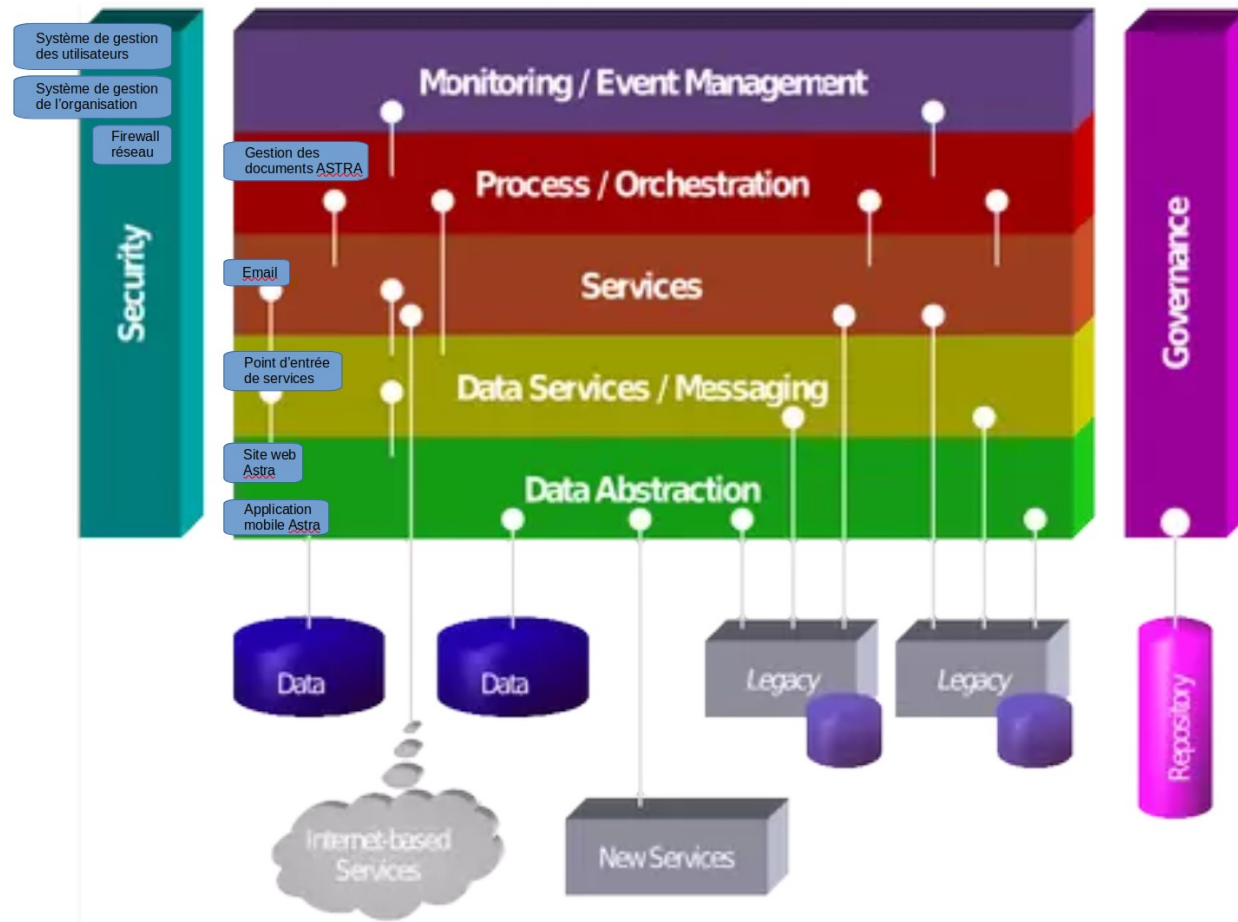 Système de gestion
des utilisateurs
Système de gestion
de l'organisation
Firewall
réseau
Security
Monitoring / Event Management
Gestion des
documents ASTRA
Process / Orchestration
Email
Services
Point d'entrée
de services
Data Services / Messaging
Site web
Astra
Data Abstraction
Application
mobile Astra
Governance
Data
Data
Legacy
Legacy
Repository
Internet-based
Services
New Services